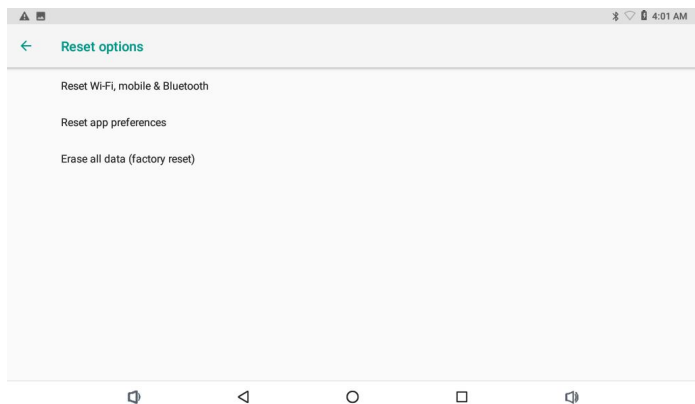 4:01 AM
Reset options
Reset Wi-Fi, mobile & Bluetooth
Reset app preferences
Erase all data (factory reset)